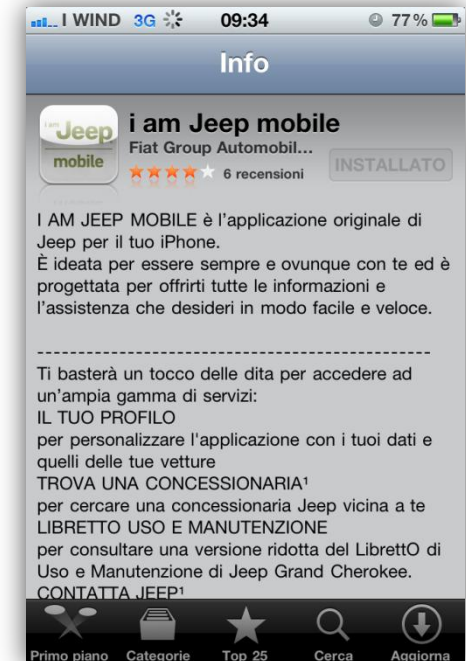 I WIND 3G 09:34 77%
Info
i am Jeep mobile
i am Jeep mobile
Fiat Group Automobil...
6 recensioni
INSTALLATO
I AM JEEP MOBILE è l'applicazione originale di
Jeep per il tuo iPhone.
È ideata per essere sempre e ovunque con te ed è
progettata per offrirti tutte le informazioni e
l'assistenza che desideri in modo facile e veloce.
--------------------------------------------------
Ti basterà un tocco delle dita per accedere ad
un'ampia gamma di servizi:
IL TUO PROFILO
per personalizzare l'applicazione con i tuoi dati e
quelli delle tue vetture
TROVA UNA CONCESSIONARIA¹
per cercare una concessionaria Jeep vicina a te
LIBRETTO USO E MANUTENZIONE
per consultare una versione ridotta del LibrettO di
Uso e Manutenzione di Jeep Grand Cherokee.
CONTATTA JEEP¹
Primo piano Categorie Top 25 Cerca Aggiorna